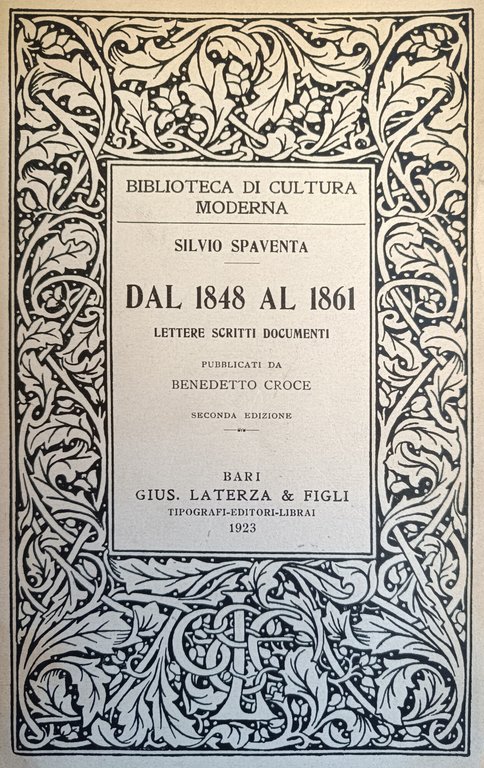 BIBLIOTECA DI CULTURA
MODERNA
SILVIO SPAVENTA
DAL 1848 AL 1861
LETTERE SCRITTI DOCUMENTI
PUBBLICATI DA
BENEDETTO CROCE
SECONDA EDIZIONE
BARI
GIUS. LATERZA & FIGLI
TIPOGRAFI-EDITORI-LIBRAI
1923